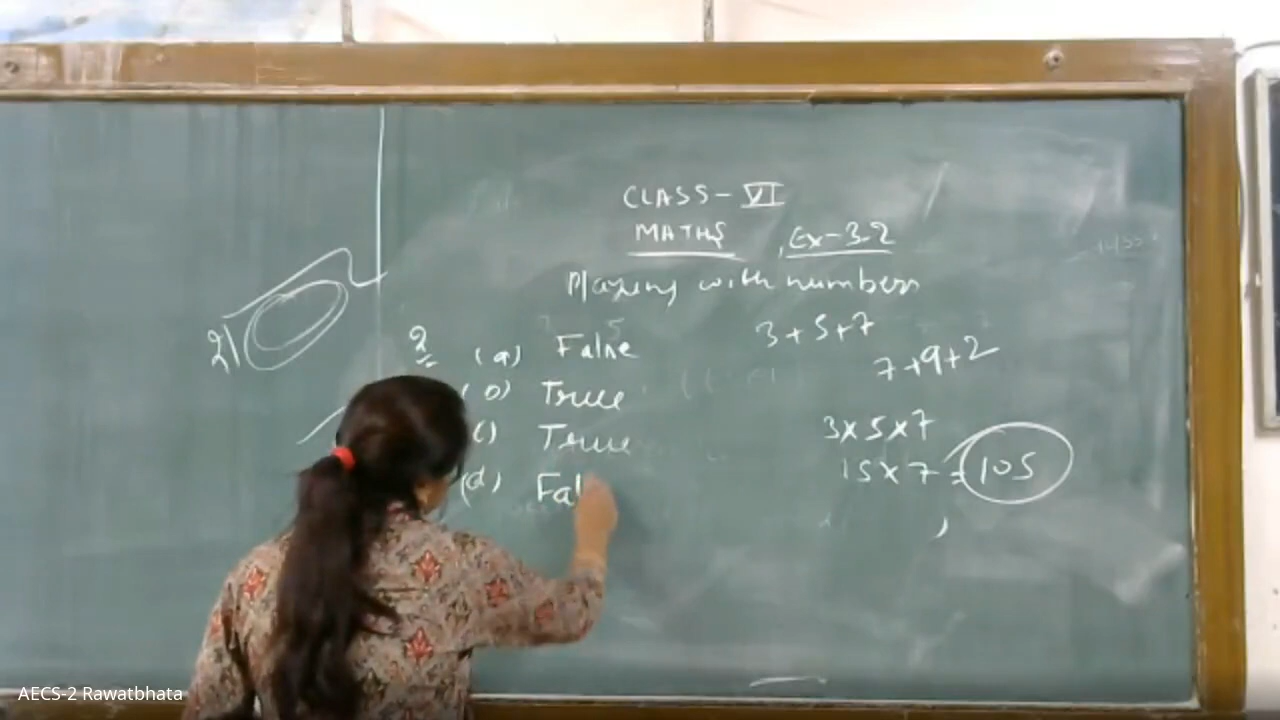 CLASS-VI
MATHS, Ex-3.2
Playing with numbers
2 (a) False
(b) True
(c) True
(d) Fal
3+5+7
7+9+2
3×5×7
15×7 = 105
2)
AECS-2 Rawatbhata